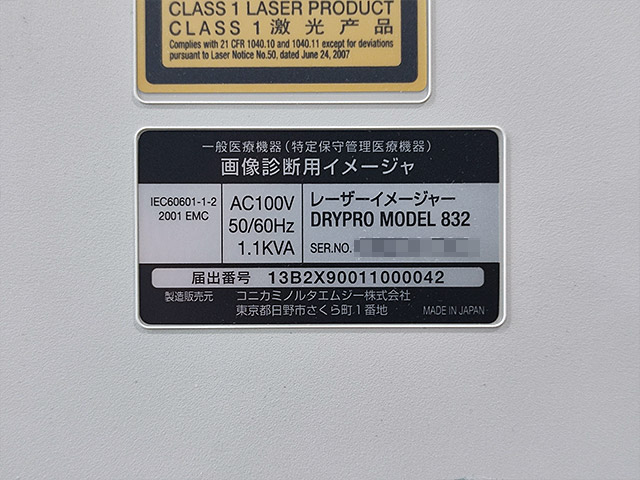 CLASS 1 LASER PRODUCT
CLASS 1 激光产品
Complies with 21 CFR 1040.10 and 1040.11 except for deviations
pursuant to Laser Notice No.50, dated June 24, 2007
一般医療機器(特定保守管理医療機器)
画像診断用イメージャ
IEC60601-1-2
2001 EMC
AC100V
50/60Hz
1.1KVA
レーザーイメージャー
DRYPRO MODEL 832
SER.NO.
届出番号 13B2X90011000042
製造販売元 コニカミノルタエムジー株式会社
東京都日野市さくら町1番地
MADE IN JAPAN